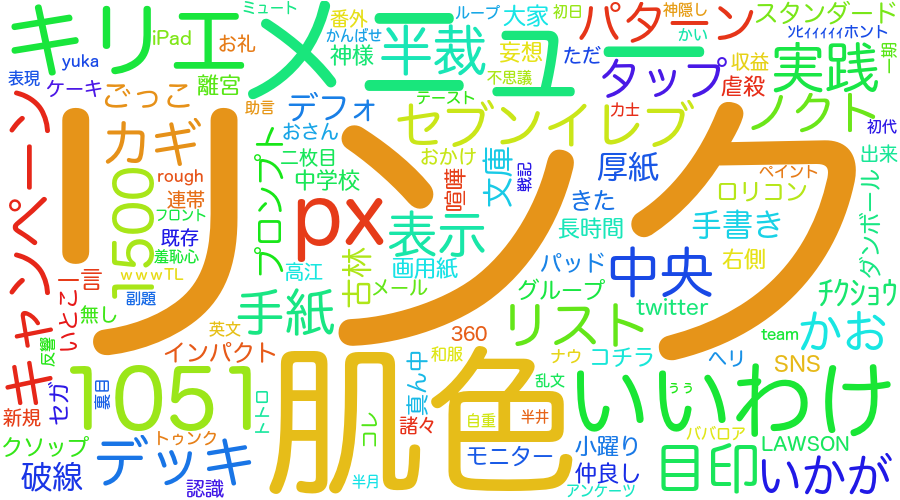 キリエ
メニュー
リンク
ミュート
番外
ループ
大家
初日
パターン
神隠し
スタンダード
iPad
お礼
かんばせ
神様
半裁
妄想
ただ
かい
ｿﾋｨｨｨｨｨホント
一期
yuka
表現
ケーキ
離宮
不思議
タップ
収益
虐殺
実践
ごっこ
助言
デフォ
テースト
力士
ノクト
初代
キャンペーン
カギ
おさん
セブンイレブ
二枚目
おかけ
文庫
戦記
厚紙
ペイント
出来
rough
中学校
喧嘩
きた
ロリコン
1500
連帯
プロンプト
px
表示
長時間
手書き
ダンボール
フロント
既存
羞恥心
wwwTL
高江
古林
画用紙
パッド
中央
右側
いとこ
副題
手紙
メール
グループ
twitter
ﾁｸｼｮｳ
無し
英文
360
リスト
かお
反響
インパクト
和服
ナウ
コチラ
ヘリ
team
SNS
1051
肌色
真ん中
いいわけ
セガ
裏目
トトロ
コレ
乱文
ぅぅ
新規
諸々
自重
半井
クソップ
トゥンク
モニター
小躍り
ババロア
LAWSON
破線
デッキ
認識
半月
仲良し
アンケーツ
目印
いかが